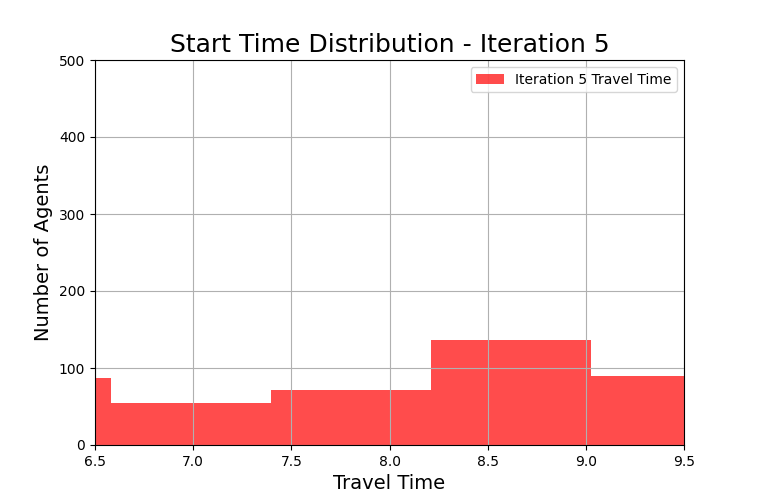 Start Time Distribution - Iteration 5
Iteration 5 Travel Time
Number of Agents
500
400
300
200
100
0
6.5 7.0 7.5 8.0 8.5 9.0 9.5
Travel Time